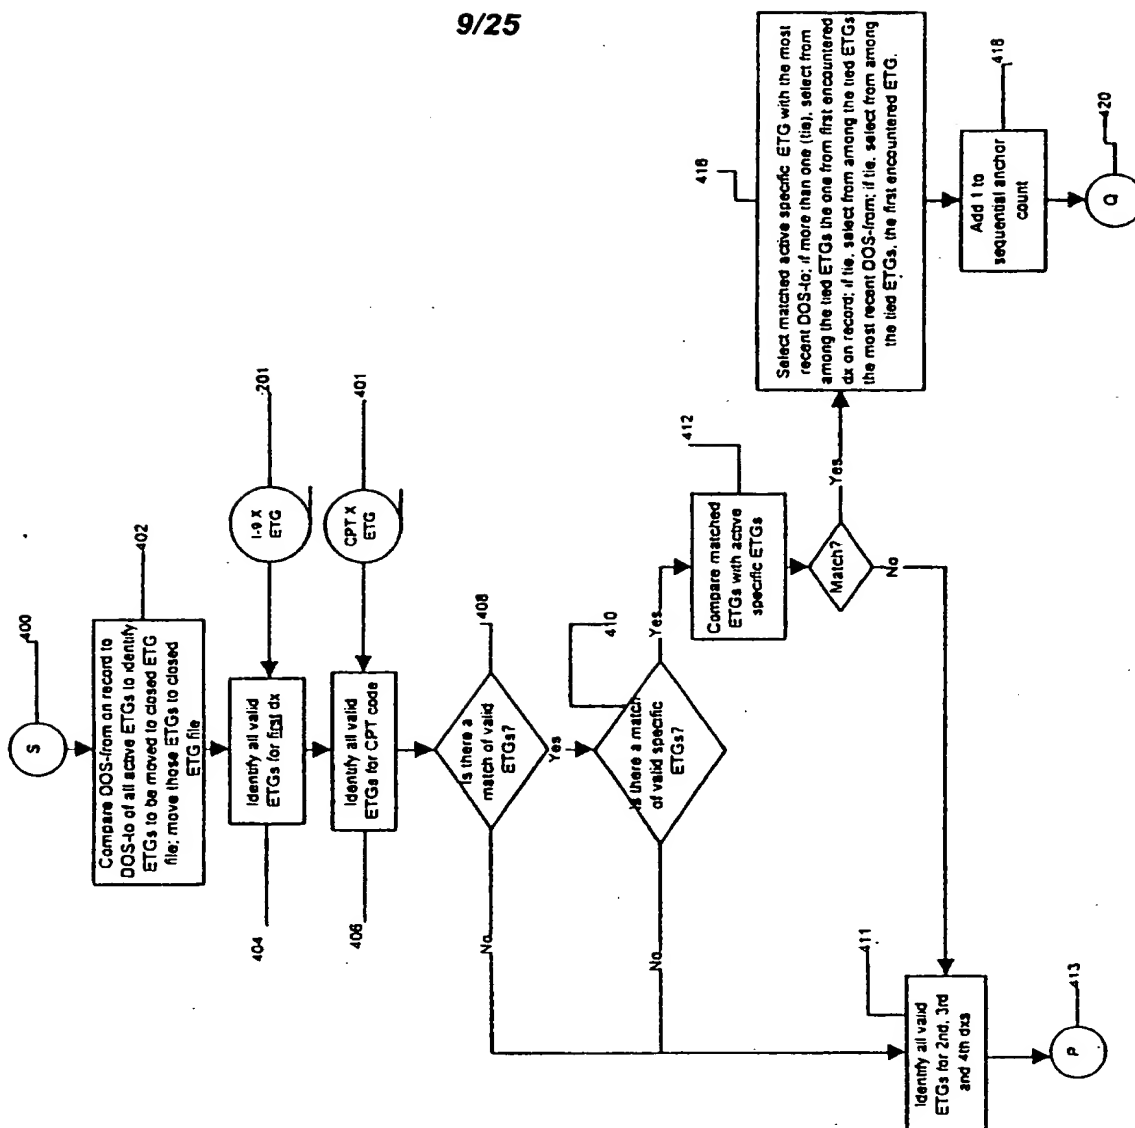 9/25
S
400
Compare DOS-from on record to
DOS-to of all active ETGs to identify
ETGs to be moved to closed ETG
file; move those ETGs to closed
ETG file
402
I-9 X
ETG
201
Identify all valid
ETGs for first dx
404
CPT X
ETG
401
Identify all valid
ETGs for CPT code
406
Is there a
match of valid
ETGs?
408
No
Yes
Is there a match
of valid specific
ETGs?
410
No
Yes
Compare matched
ETGs with active
specific ETGs
412
Match?
Yes
No
Select matched active specific ETG with the most
recent DOS-to; if more than one (tie), select from
among the tied ETGs the one from first encountered
dx on record; if tie, select from among the tied ETGs
the most recent DOS-from; if tie, select from among
the tied ETGs, the first encountered ETG.
416
Add 1 to
sequential anchor
count
418
Q
420
Identify all valid
ETGs for 2nd, 3rd
and 4th dxs
411
P
413